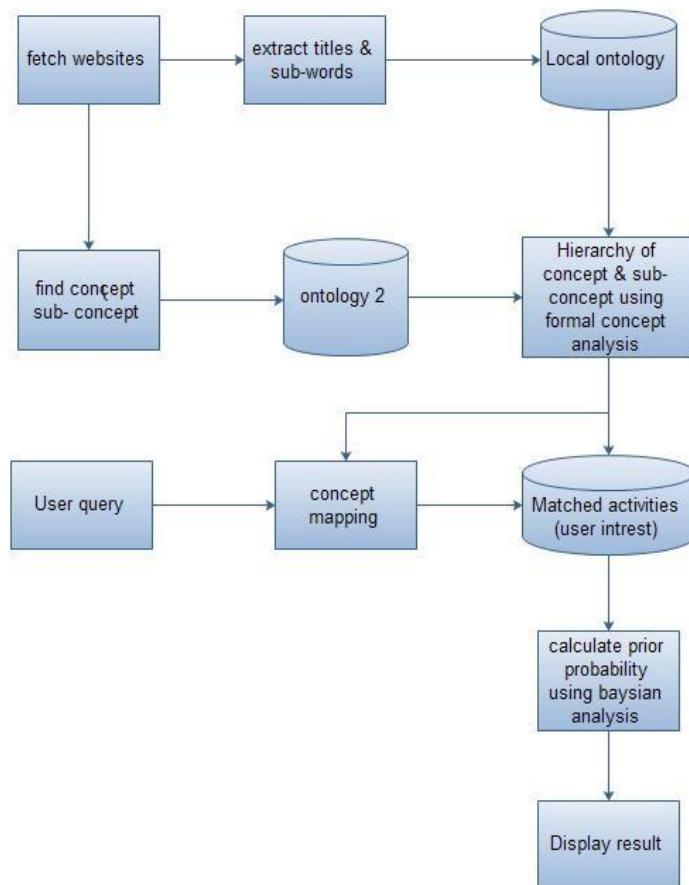 fetch websites
extract titles &
sub-words
Local ontology
find concept
sub- concept
ontology 2
Hierarchy of
concept & sub-
concept using
formal concept
analysis
User query
concept
mapping
Matched activities
(user intrest)
calculate prior
probability
using baysian
analysis
Display result